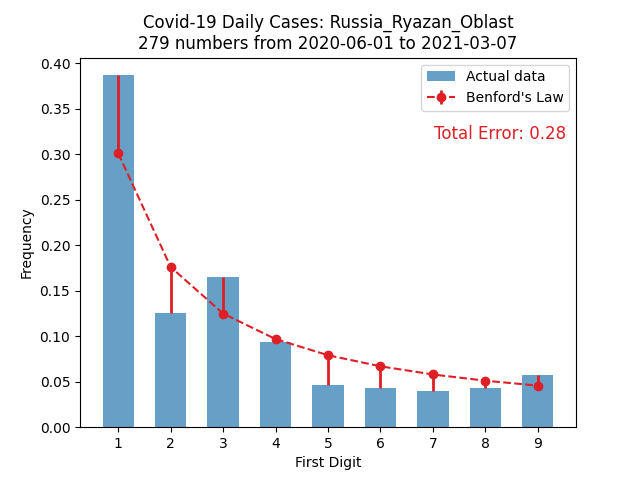 Covid-19 Daily Cases: Russia_Ryazan_Oblast
279 numbers from 2020-06-01 to 2021-03-07
Actual data
Benford's Law
Total Error: 0.28
Frequency
0.40
0.35
0.30
0.25
0.20
0.15
0.10
0.05
0.00
1 2 3 4 5 6 7 8 9
First Digit